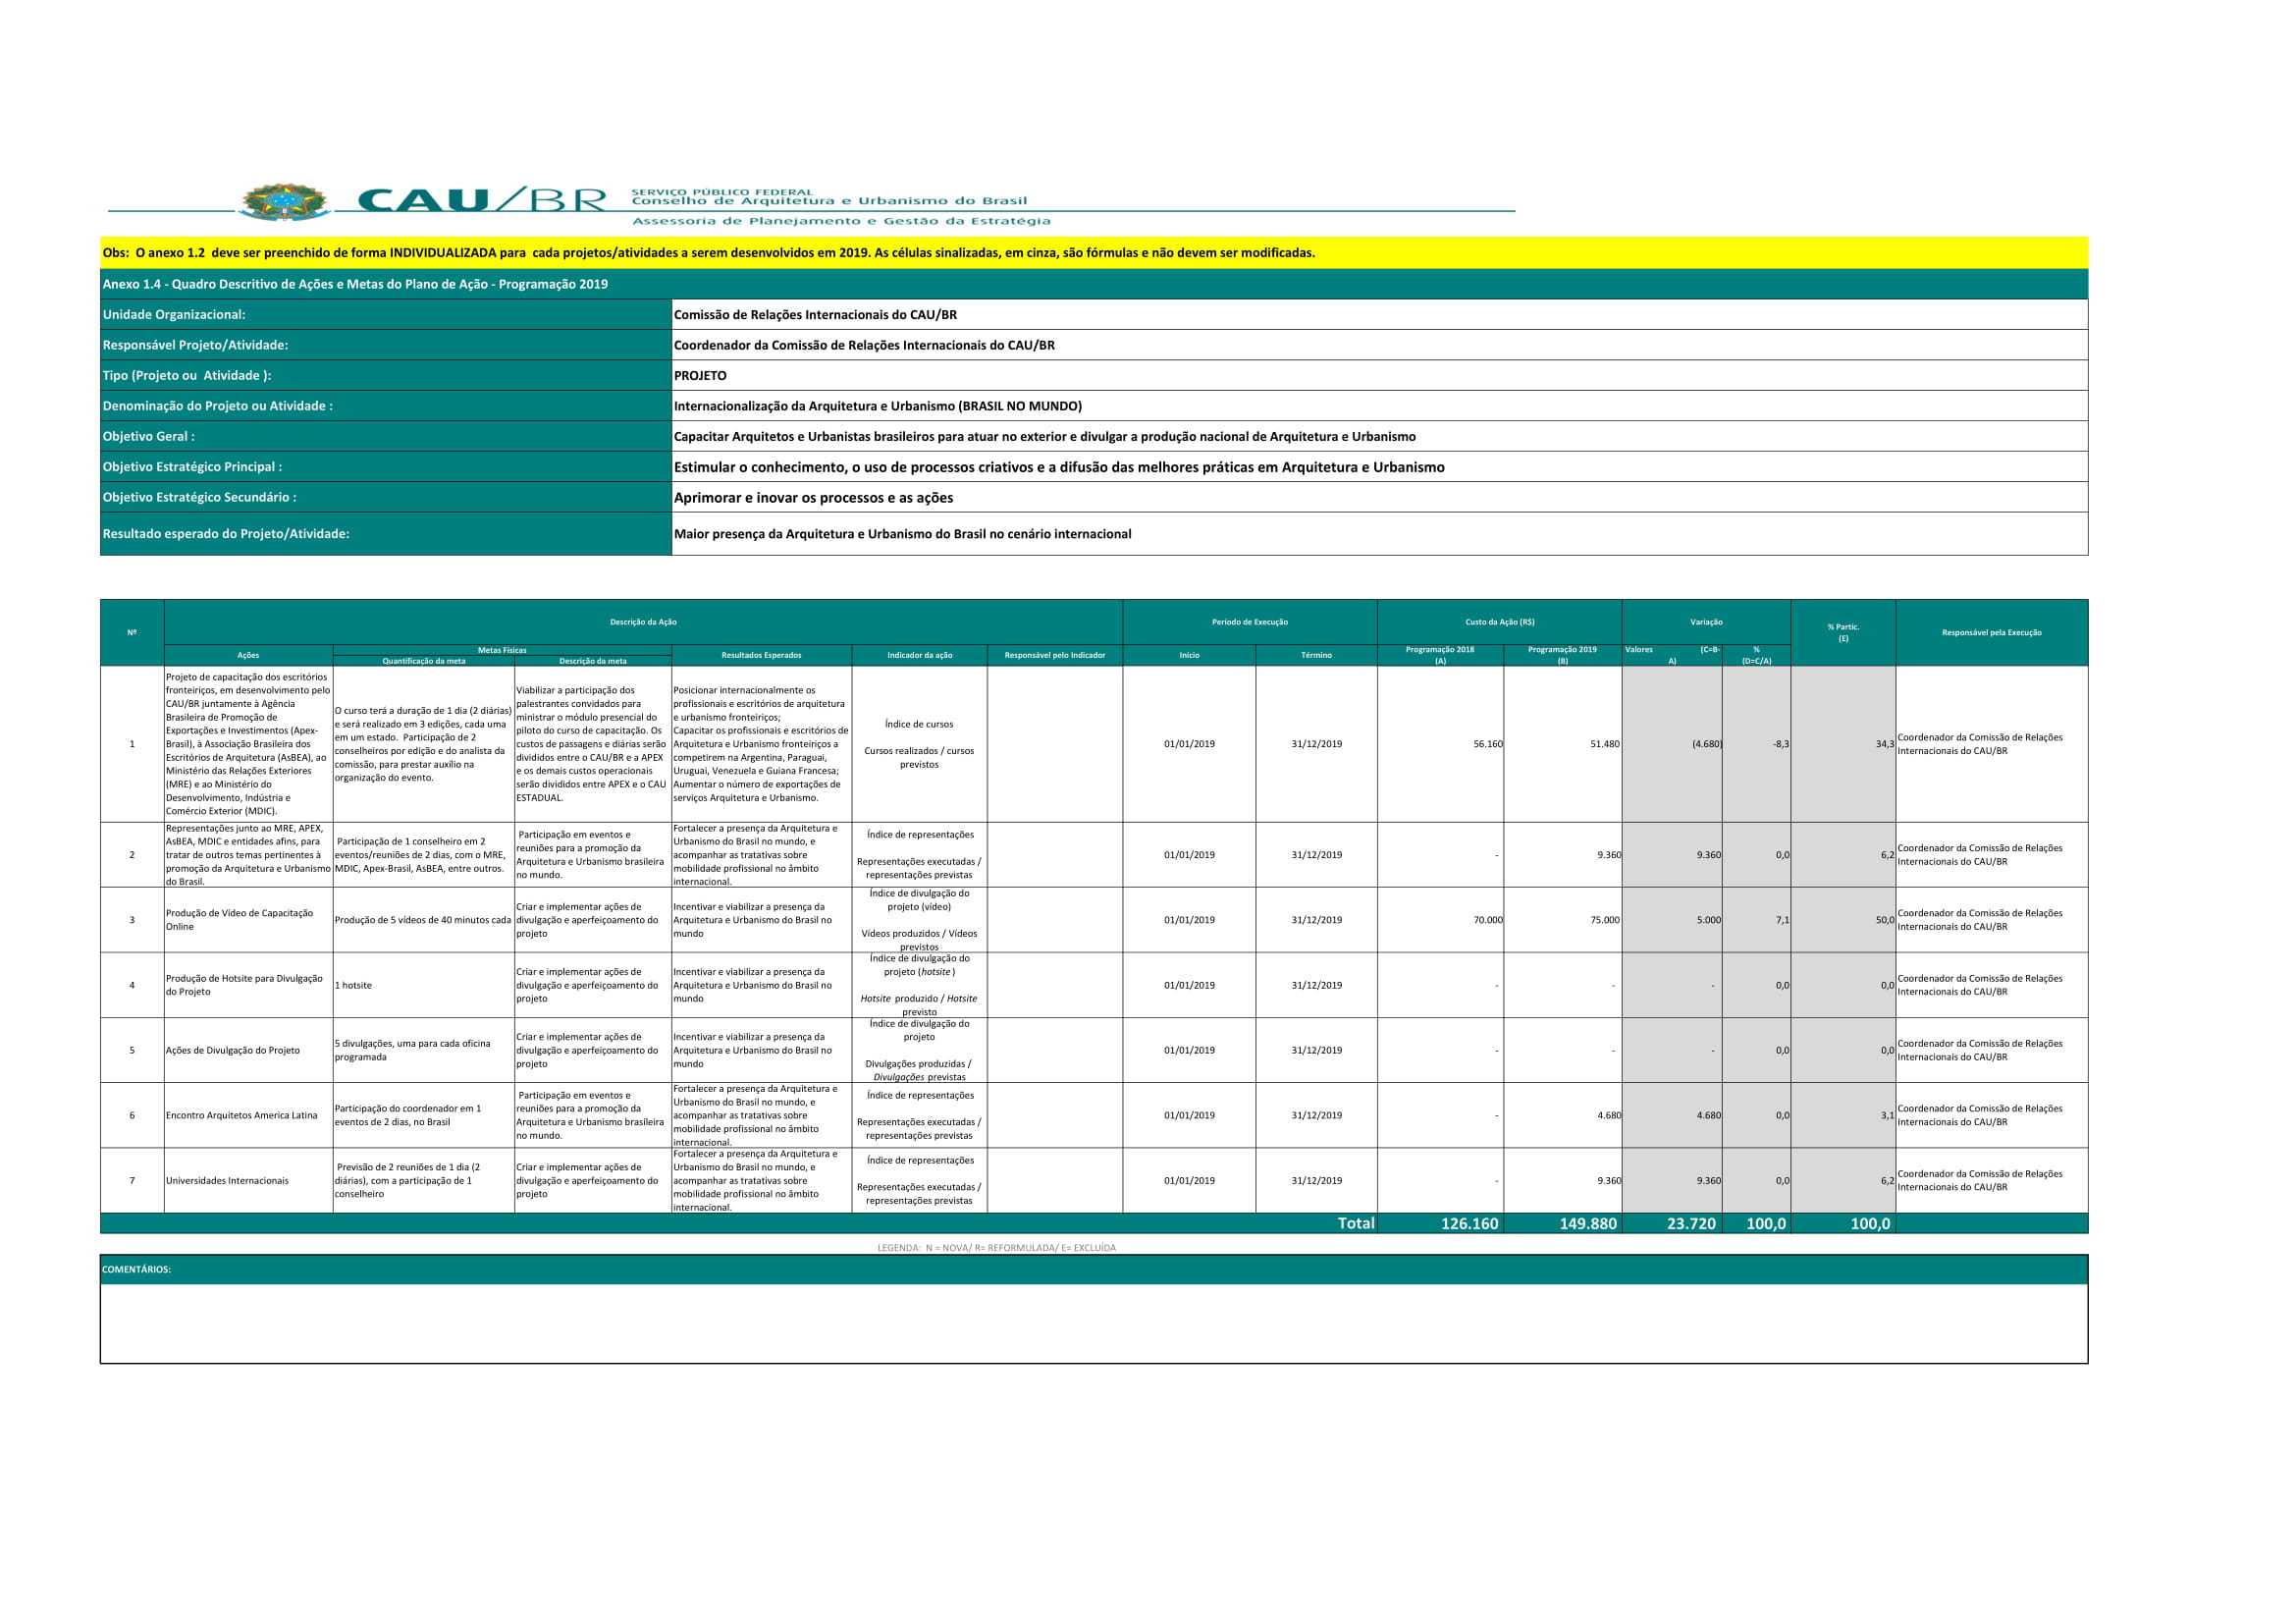 CAU/BR
SERVIÇO PÚBLICO FEDERAL
Conselho de Arquitetura e Urbanismo do Brasil
Assessoria de Planejamento e Gestão da Estratégia
Obs:  O anexo 1.2  deve ser preenchido de forma INDIVIDUALIZADA para  cada projetos/atividades a serem desenvolvidos em 2019. As células sinalizadas, em cinza, são fórmulas e não devem ser modificadas.
Anexo 1.4 - Quadro Descritivo de Ações e Metas do Plano de Ação - Programação 2019
Unidade Organizacional: Comissão de Relações Internacionais do CAU/BR
Responsável Projeto/Atividade: Coordenador da Comissão de Relações Internacionais do CAU/BR
Tipo (Projeto ou  Atividade ): PROJETO
Denominação do Projeto ou Atividade : Internacionalização da Arquitetura e Urbanismo (BRASIL NO MUNDO)
Objetivo Geral : Capacitar Arquitetos e Urbanistas brasileiros para atuar no exterior e divulgar a produção nacional de Arquitetura e Urbanismo
Objetivo Estratégico Principal : Estimular o conhecimento, o uso de processos criativos e a difusão das melhores práticas em Arquitetura e Urbanismo
Objetivo Estratégico Secundário : Aprimorar e inovar os processos e as ações
Resultado esperado do Projeto/Atividade: Maior presença da Arquitetura e Urbanismo do Brasil no cenário internacional
Nº
Descrição da Ação
Período de Execução
Custo da Ação (R$)
Variação
% Partic.
(E)
Responsável pela Execução
Ações
Metas Físicas
Quantificação da meta
Descrição da meta
Resultados Esperados
Indicador da ação
Responsável pelo Indicador
Início
Término
Programação 2018
(A)
Programação 2019
(B)
Valores (C=B-
A)
%
(D=C/A)
1
Projeto de capacitação dos escritórios
fronteiriços, em desenvolvimento pelo
CAU/BR juntamente à Agência
Brasileira de Promoção de
Exportações e Investimentos (Apex-
Brasil), à Associação Brasileira dos
Escritórios de Arquitetura (AsBEA), ao
Ministério das Relações Exteriores
(MRE) e ao Ministério do
Desenvolvimento, Indústria e
Comércio Exterior (MDIC).
O curso terá a duração de 1 dia (2 diárias)
e será realizado em 3 edições, cada uma
em um estado.  Participação de 2
conselheiros por edição e do analista da
comissão, para prestar auxílio na
organização do evento.
Viabilizar a participação dos
palestrantes convidados para
ministrar o módulo presencial do
piloto do curso de capacitação. Os
custos de passagens e diárias serão
divididos entre o CAU/BR e a APEX
e os demais custos operacionais
serão divididos entre APEX e o CAU
ESTADUAL.
Posicionar internacionalmente os
profissionais e escritórios de arquitetura
e urbanismo fronteiriços;
Capacitar os profissionais e escritórios de
Arquitetura e Urbanismo fronteiriços a
competirem na Argentina, Paraguai,
Uruguai, Venezuela e Guiana Francesa;
Aumentar o número de exportações de
serviços Arquitetura e Urbanismo.
Índice de cursos
Cursos realizados / cursos
previstos
01/01/2019
31/12/2019
56.160
51.480
(4.680)
-8,3
34,3
Coordenador da Comissão de Relações
Internacionais do CAU/BR
2
Representações junto ao MRE, APEX,
AsBEA, MDIC e entidades afins, para
tratar de outros temas pertinentes à
promoção da Arquitetura e Urbanismo
do Brasil.
Participação de 1 conselheiro em 2
eventos/reuniões de 2 dias, com o MRE,
MDIC, Apex-Brasil, AsBEA, entre outros.
Participação em eventos e
reuniões para a promoção da
Arquitetura e Urbanismo brasileira
no mundo.
Fortalecer a presença da Arquitetura e
Urbanismo do Brasil no mundo, e
acompanhar as tratativas sobre
mobilidade profissional no âmbito
internacional.
Índice de representações
Representações executadas /
representações previstas
01/01/2019
31/12/2019
-
9.360
9.360
0,0
6,2
Coordenador da Comissão de Relações
Internacionais do CAU/BR
3
Produção de Vídeo de Capacitação
Online
Produção de 5 vídeos de 40 minutos cada
Criar e implementar ações de
divulgação e aperfeiçoamento do
projeto
Incentivar e viabilizar a presença da
Arquitetura e Urbanismo do Brasil no
mundo
Índice de divulgação do
projeto (vídeo)
Vídeos produzidos / Vídeos
previstos
01/01/2019
31/12/2019
70.000
75.000
5.000
7,1
50,0
Coordenador da Comissão de Relações
Internacionais do CAU/BR
4
Produção de Hotsite para Divulgação
do Projeto
1 hotsite
Criar e implementar ações de
divulgação e aperfeiçoamento do
projeto
Incentivar e viabilizar a presença da
Arquitetura e Urbanismo do Brasil no
mundo
Índice de divulgação do
projeto (hotsite )
Hotsite produzido / Hotsite
previsto
01/01/2019
31/12/2019
-
-
-
0,0
0,0
Coordenador da Comissão de Relações
Internacionais do CAU/BR
5
Ações de Divulgação do Projeto
5 divulgações, uma para cada oficina
programada
Criar e implementar ações de
divulgação e aperfeiçoamento do
projeto
Incentivar e viabilizar a presença da
Arquitetura e Urbanismo do Brasil no
mundo
Índice de divulgação do
projeto
Divulgações produzidas /
Divulgações previstas
01/01/2019
31/12/2019
-
-
-
0,0
0,0
Coordenador da Comissão de Relações
Internacionais do CAU/BR
6
Encontro Arquitetos America Latina
Participação do coordenador em 1
eventos de 2 dias, no Brasil
Participação em eventos e
reuniões para a promoção da
Arquitetura e Urbanismo brasileira
no mundo.
Fortalecer a presença da Arquitetura e
Urbanismo do Brasil no mundo, e
acompanhar as tratativas sobre
mobilidade profissional no âmbito
internacional.
Índice de representações
Representações executadas /
representações previstas
01/01/2019
31/12/2019
-
4.680
4.680
0,0
3,1
Coordenador da Comissão de Relações
Internacionais do CAU/BR
7
Universidades Internacionais
Previsão de 2 reuniões de 1 dia (2
diárias), com a participação de 1
conselheiro
Criar e implementar ações de
divulgação e aperfeiçoamento do
projeto
Fortalecer a presença da Arquitetura e
Urbanismo do Brasil no mundo, e
acompanhar as tratativas sobre
mobilidade profissional no âmbito
internacional.
Índice de representações
Representações executadas /
representações previstas
01/01/2019
31/12/2019
-
9.360
9.360
0,0
6,2
Coordenador da Comissão de Relações
Internacionais do CAU/BR
Total 126.160 149.880 23.720 100,0 100,0
LEGENDA:  N = NOVA/ R= REFORMULADA/ E= EXCLUÍDA
COMENTÁRIOS: